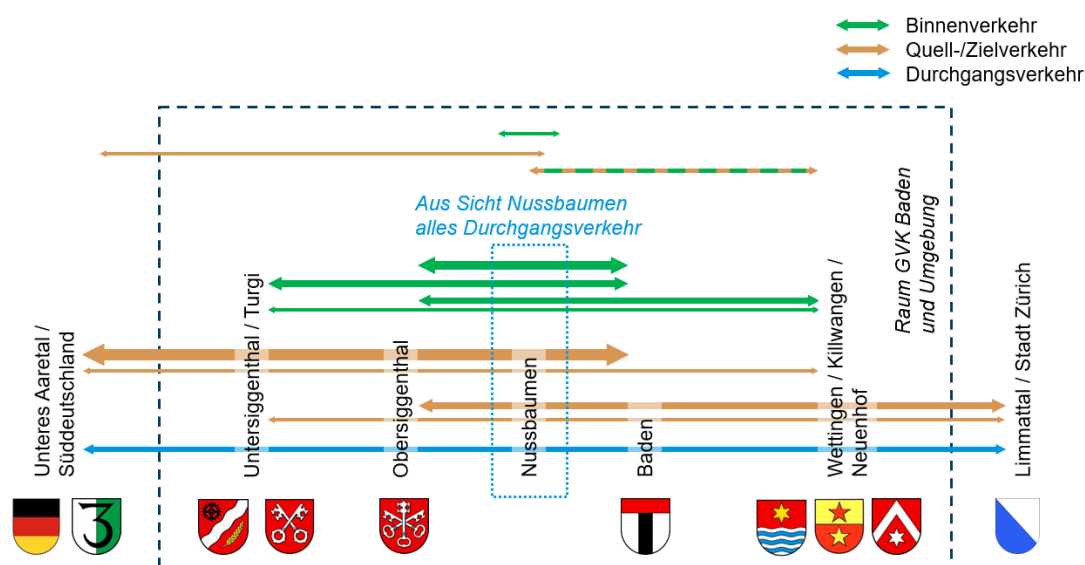 Binnenverkehr
Quell-/Zielverkehr
Durchgangsverkehr
Aus Sicht Nussbaumen
alles Durchgangsverkehr
Raum GVK Baden
und Umgebung
Unteres Aaretal /
Süddeutschland
Untersiggenthal / Turgi
Obersiggenthal
Nussbaumen
Baden
Wettingen / Killwangen /
Neuenhof
Limmattal / Stadt Zürich
3